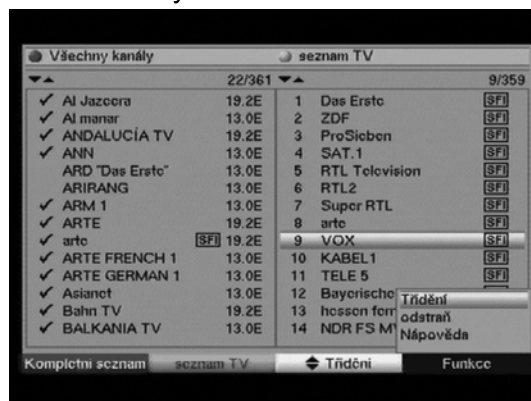 Všechny kanály
seznam TV
22/361
9/359
✓ Al Jazeera 19.2E
✓ Al manar 13.0E
✓ ANDALUCÍA TV 19.2E
✓ ANN 13.0E
ARD "Das Erste" 13.0E
ARIRANG 13.0E
✓ ARM 1 13.0E
✓ ARTE 19.2E
✓ arte SFI 19.2E
✓ ARTE FRENCH 1 13.0E
✓ ARTE GERMAN 1 13.0E
✓ Asianet 13.0E
✓ Bahn TV 19.2E
✓ BALKANIA TV 13.0E
1 Das Erste SFI
2 ZDF SFI
3 ProSieben SFI
4 SAT.1 SFI
5 RTL Television SFI
6 RTL2 SFI
7 Super RTL SFI
8 arte SFI
9 VOX SFI
10 KABEL1 SFI
11 TELE 5 SFI
12 Bayerische
13 hessen fern
14 NDR FS MV
Třídění
odstraň
Nápověda
Kompletní seznam
seznam TV
Třídění
Funkce